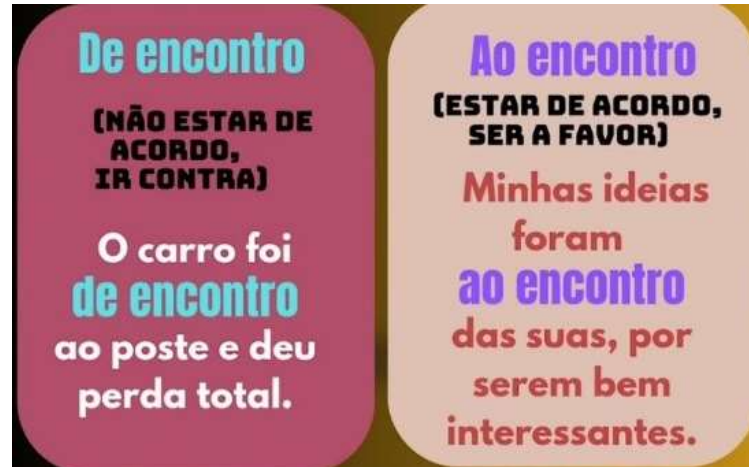 De encontro
(NÃO ESTAR DE
ACORDO,
IR CONTRA)
O carro foi
de encontro
ao poste e deu
perda total.
Ao encontro
(ESTAR DE ACORDO,
SER A FAVOR)
Minhas ideias
foram
ao encontro
das suas, por
serem bem
interessantes.